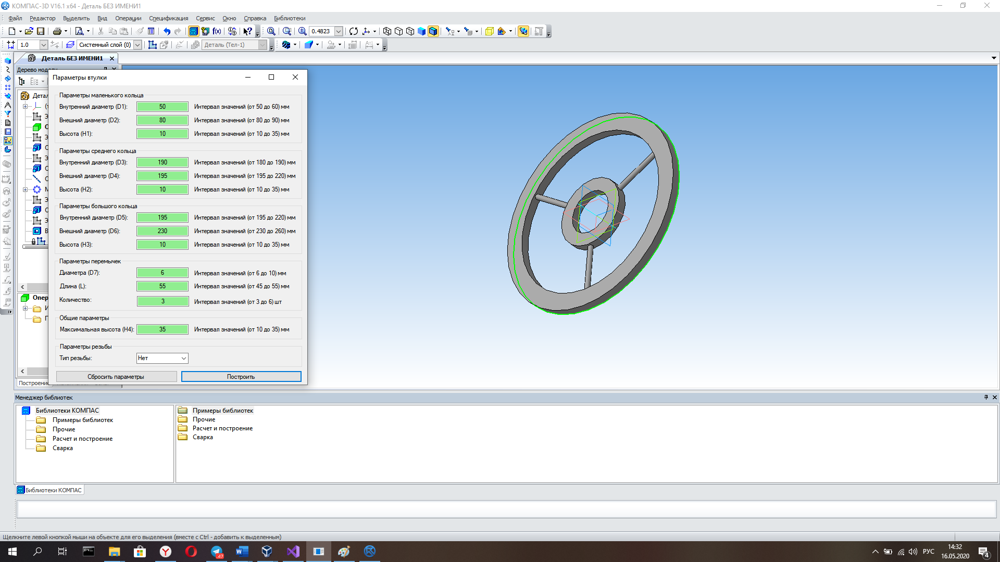 КОМПАС-3D V16.1 x64 - Деталь БЕЗ ИМЕНИ1
Файл Редактор Выделить Вид Операции Спецификация Сервис Окно Справка Библиотеки
f(x) 0.4823
1.0 Системный слой (0) Деталь (Тел-1)
Деталь БЕЗ ИМЕНИ1
Дерево
Параметры втулки
Параметры маленького кольца
Внутренний диаметр (D1): 50 Интервал значений (от 50 до 60) мм
Внешний диаметр (D2): 80 Интервал значений (от 80 до 90) мм
Высота (H1): 10 Интервал значений (от 10 до 35) мм
Параметры среднего кольца
Внутренний диаметр (D3): 190 Интервал значений (от 180 до 190) мм
Внешний диаметр (D4): 195 Интервал значений (от 195 до 220) мм
Высота (H2): 10 Интервал значений (от 10 до 35) мм
Параметры большого кольца
Внутренний диаметр (D5): 195 Интервал значений (от 195 до 220) мм
Внешний диаметр (D6): 230 Интервал значений (от 230 до 260) мм
Высота (H3): 10 Интервал значений (от 10 до 35) мм
Параметры перемычек
Диаметра (D7): 6 Интервал значений (от 6 до 10) мм
Длина (L): 55 Интервал значений (от 45 до 55) мм
Количество: 3 Интервал значений (от 3 до 6) шт
Общие параметры
Максимальная высота (H4): 35 Интервал значений (от 10 до 35) мм
Параметры резьбы
Тип резьбы: Нет
Сбросить параметры Построить
Детал
Опер
Построение
Менеджер библиотек
Библиотеки КОМПАС
Примеры библиотек
Прочие
Расчет и построение
Сварка
Примеры библиотек
Прочие
Расчет и построение
Сварка
Библиотеки КОМПАС
Щелкните левой кнопкой мыши на объекте для его выделения (вместе с Ctrl - добавить к выделенным)
47
РУС
14:32
16.05.2020
4